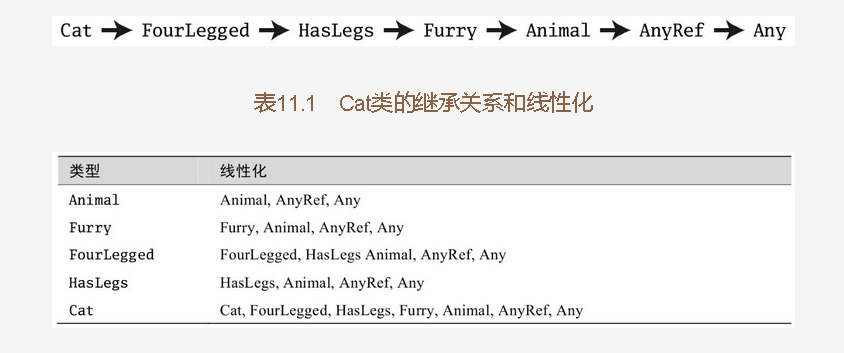 Cat → FourLegged → HasLegs → Furry → Animal → AnyRef → Any
表11.1 Cat类的继承关系和线性化
类型 线性化
Animal Animal, AnyRef, Any
Furry Furry, Animal, AnyRef, Any
FourLegged FourLegged, HasLegs Animal, AnyRef, Any
HasLegs HasLegs, Animal, AnyRef, Any
Cat Cat, FourLegged, HasLegs, Furry, Animal, AnyRef, Any